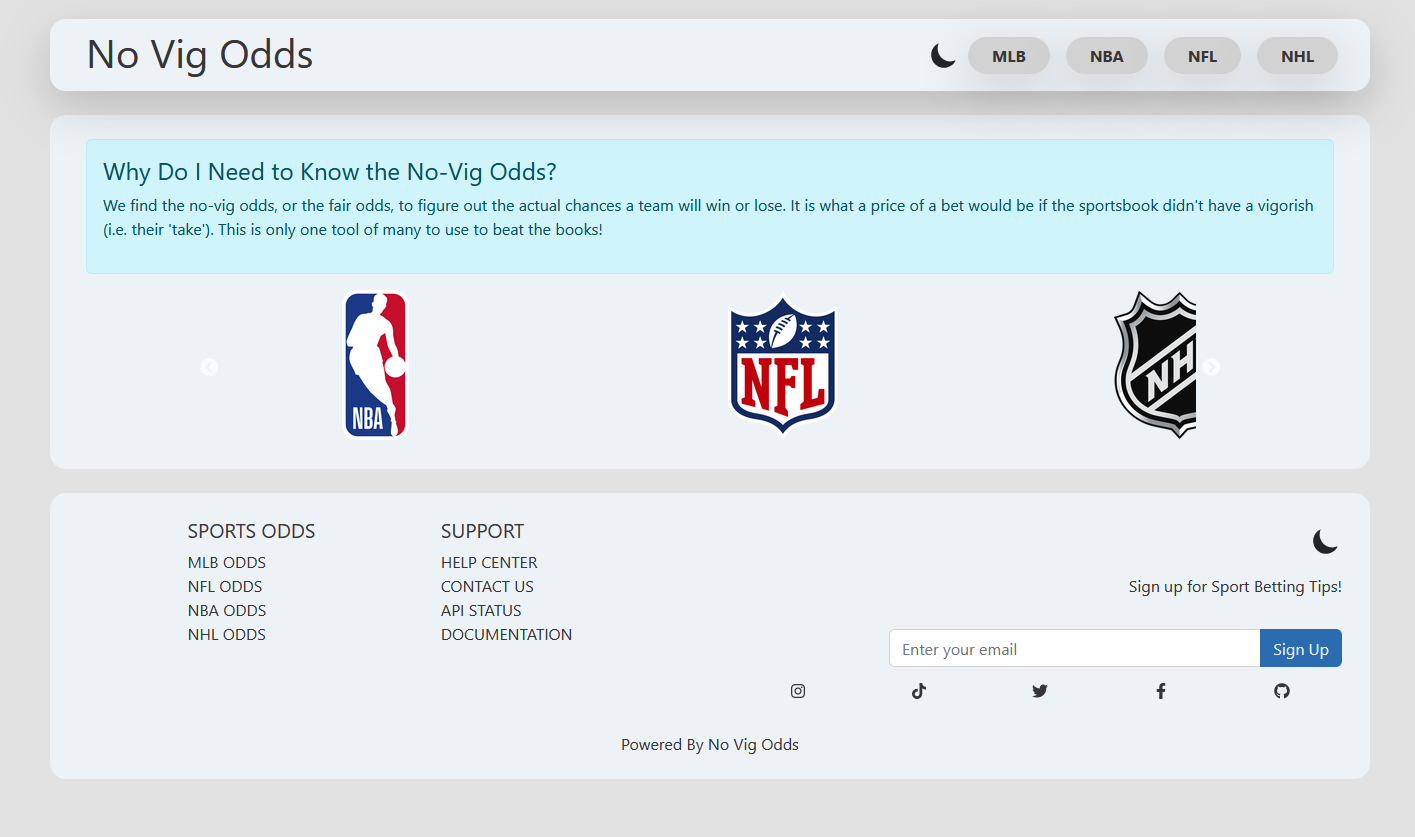 No Vig Odds
MLB
NBA
NFL
NHL
Why Do I Need to Know the No-Vig Odds?
We find the no-vig odds, or the fair odds, to figure out the actual chances a team will win or lose. It is what a price of a bet would be if the sportsbook didn't have a vigorish
(i.e. their 'take'). This is only one tool of many to use to beat the books!
NBA
NFL
NH
SPORTS ODDS
MLB ODDS
NFL ODDS
NBA ODDS
NHL ODDS
SUPPORT
HELP CENTER
CONTACT US
API STATUS
DOCUMENTATION
Sign up for Sport Betting Tips!
Enter your email
Sign Up
Powered By No Vig Odds